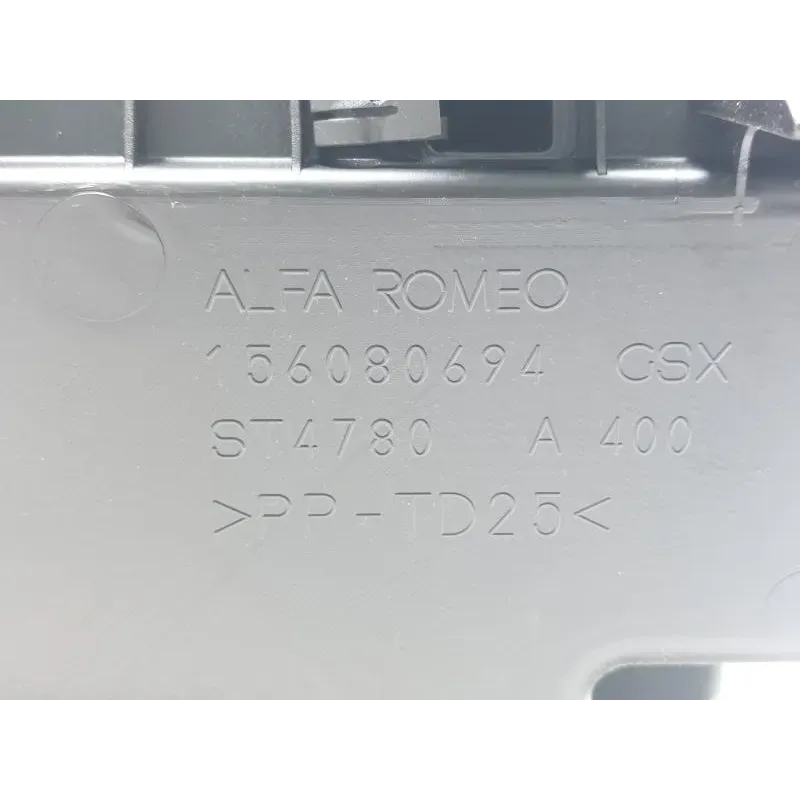 ALFA ROMEO
156080694 GSX
ST4780 A 400
>PP-TD25<